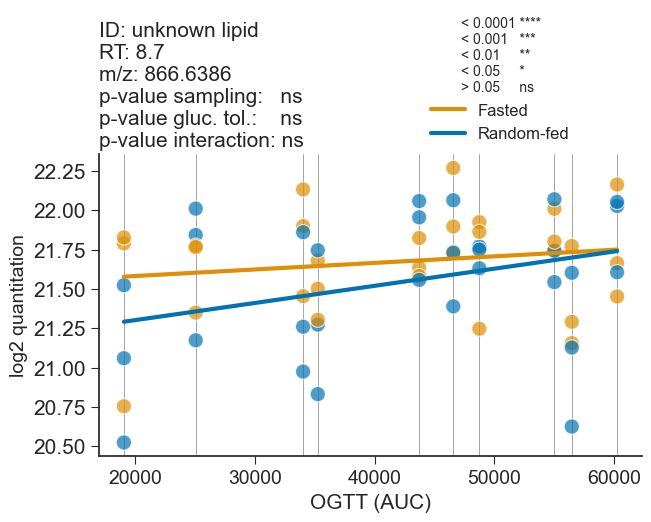 ID: unknown lipid
RT: 8.7
m/z: 866.6386
p-value sampling: ns
p-value gluc. tol.: ns
p-value interaction: ns
< 0.0001 ****
< 0.001 ***
< 0.01 **
< 0.05 *
> 0.05 ns
Fasted
Random-fed
log2 quantitation
22.25
22.00
21.75
21.50
21.25
21.00
20.75
20.50
20000 30000 40000 50000 60000
OGTT (AUC)